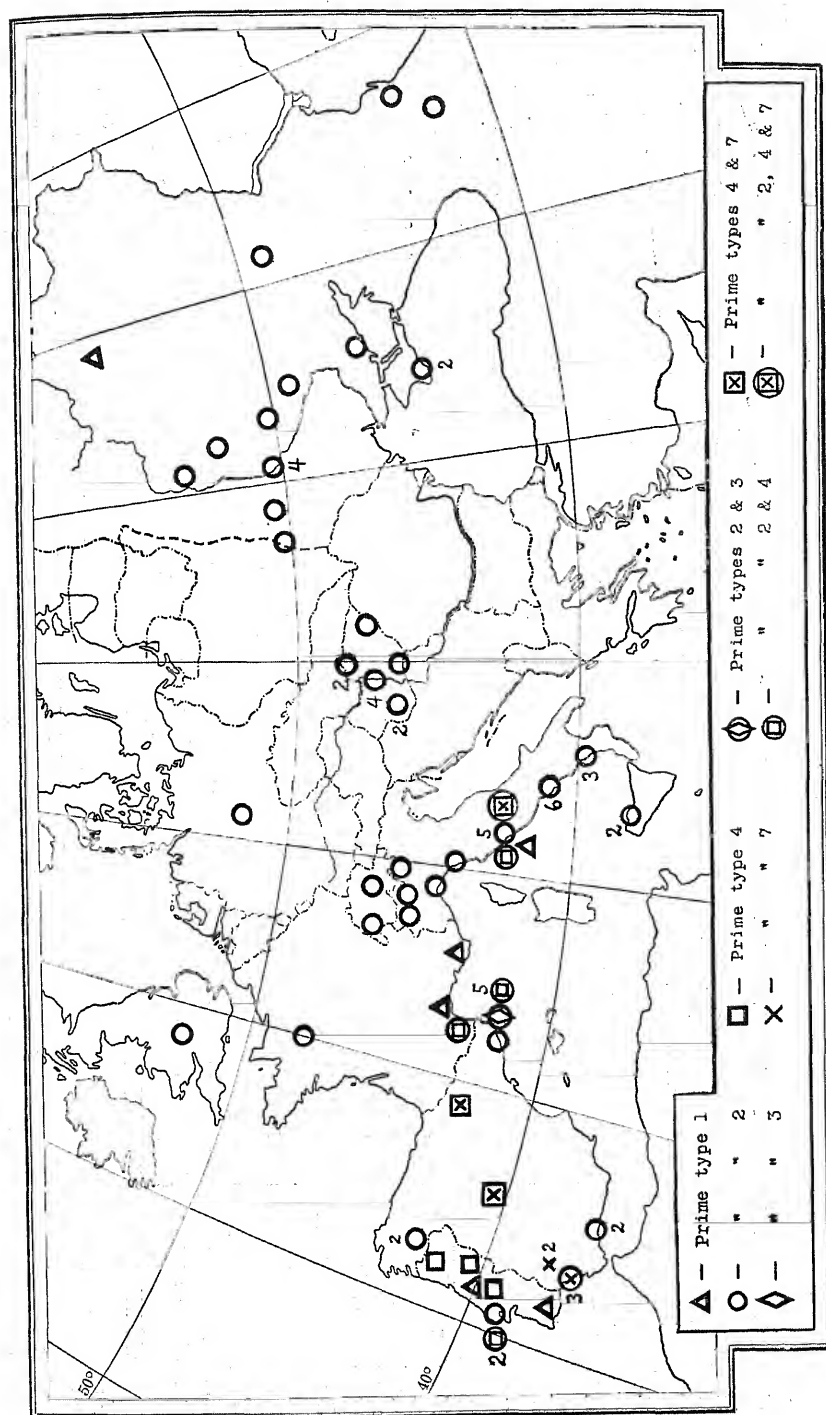 50°
4
2
4
2
2
40°
2
5
5
2
2
6
3
3
2
2
– Prime type 1
– " " 2
– " " 3
– Prime type 4
– " " 7
– Prime types 2 & 3
– " " 2 & 4
– Prime types 4 & 7
– " " 2, 4 & 7